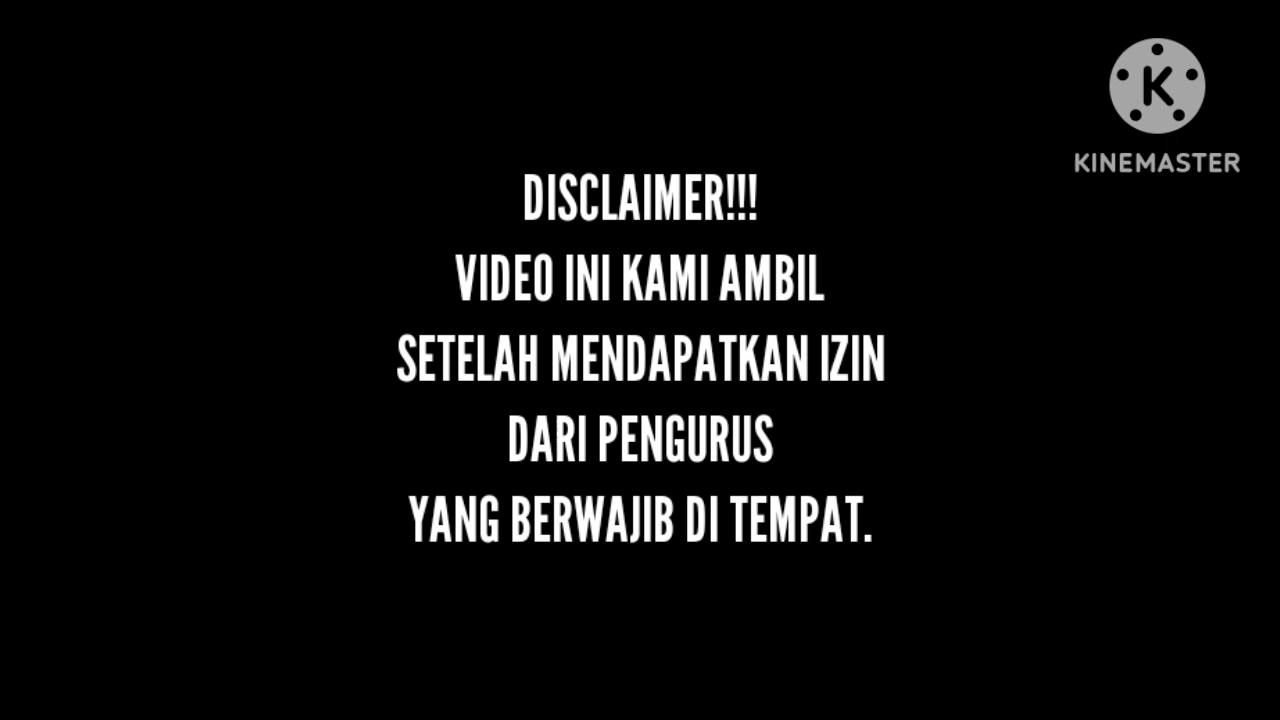 KINEMASTER
DISCLAIMER!!!
VIDEO INI KAMI AMBIL
SETELAH MENDAPATKAN IZIN
DARI PENGURUS
YANG BERWAJIB DI TEMPAT.